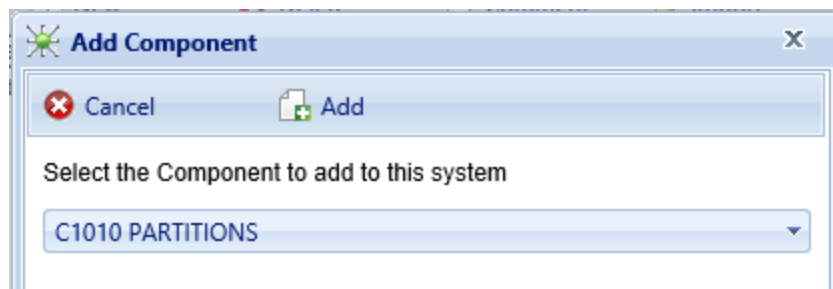 Add Component
Cancel Add
Select the Component to add to this system
C1010 PARTITIONS